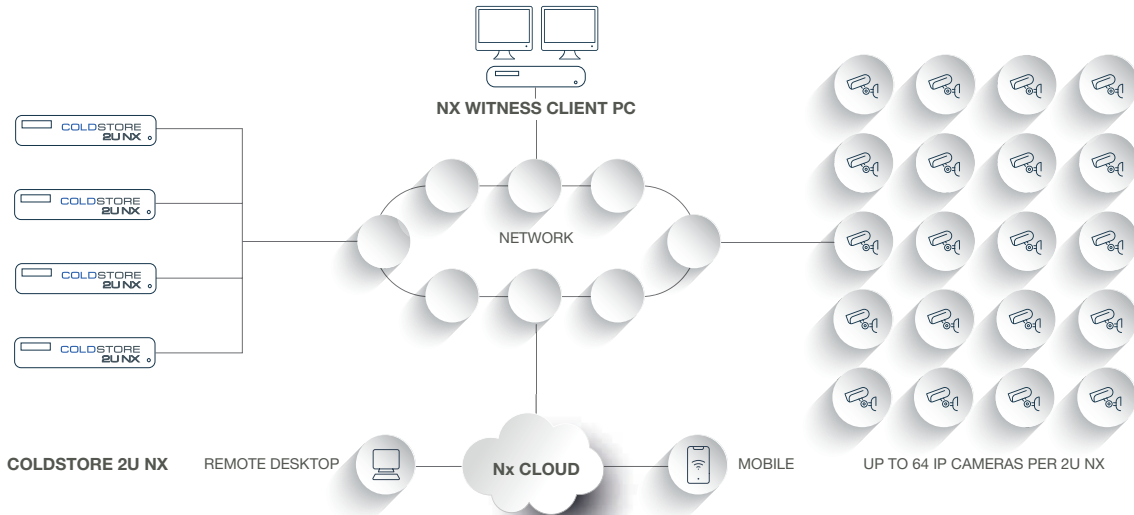 NX WITNESS CLIENT PC
COLDSTORE
2U NX
COLDSTORE
2U NX
COLDSTORE
2U NX
COLDSTORE
2U NX
NETWORK
COLDSTORE 2U NX
REMOTE DESKTOP
Nx CLOUD
MOBILE
UP TO 64 IP CAMERAS PER 2U NX